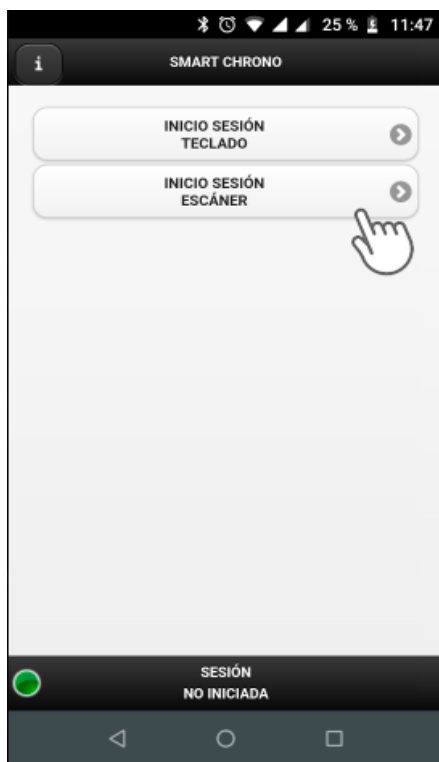 25 % 11:47
i SMART CHRONO
INICIO SESIÓN
TECLADO
INICIO SESIÓN
ESCÁNER
SESIÓN
NO INICIADA